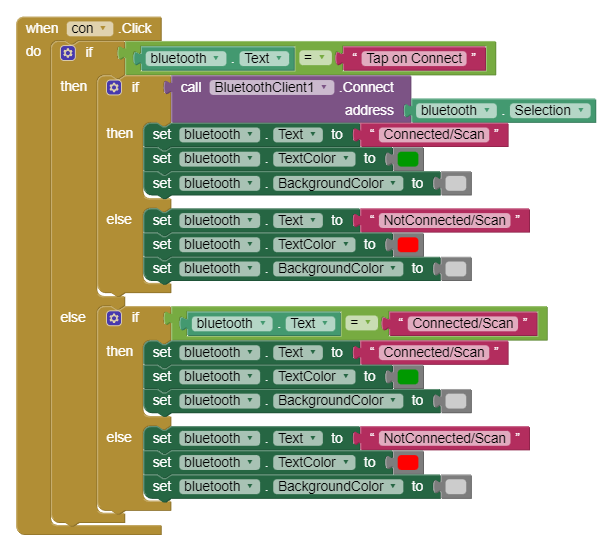 when con .Click
do if bluetooth . Text = " Tap on Connect "
then if call BluetoothClient1 .Connect
address bluetooth . Selection
then set bluetooth . Text to " Connected/Scan "
set bluetooth . TextColor to
set bluetooth . BackgroundColor to
else set bluetooth . Text to " NotConnected/Scan "
set bluetooth . TextColor to
set bluetooth . BackgroundColor to
else if bluetooth . Text = " Connected/Scan "
then set bluetooth . Text to " Connected/Scan "
set bluetooth . TextColor to
set bluetooth . BackgroundColor to
else set bluetooth . Text to " NotConnected/Scan "
set bluetooth . TextColor to
set bluetooth . BackgroundColor to